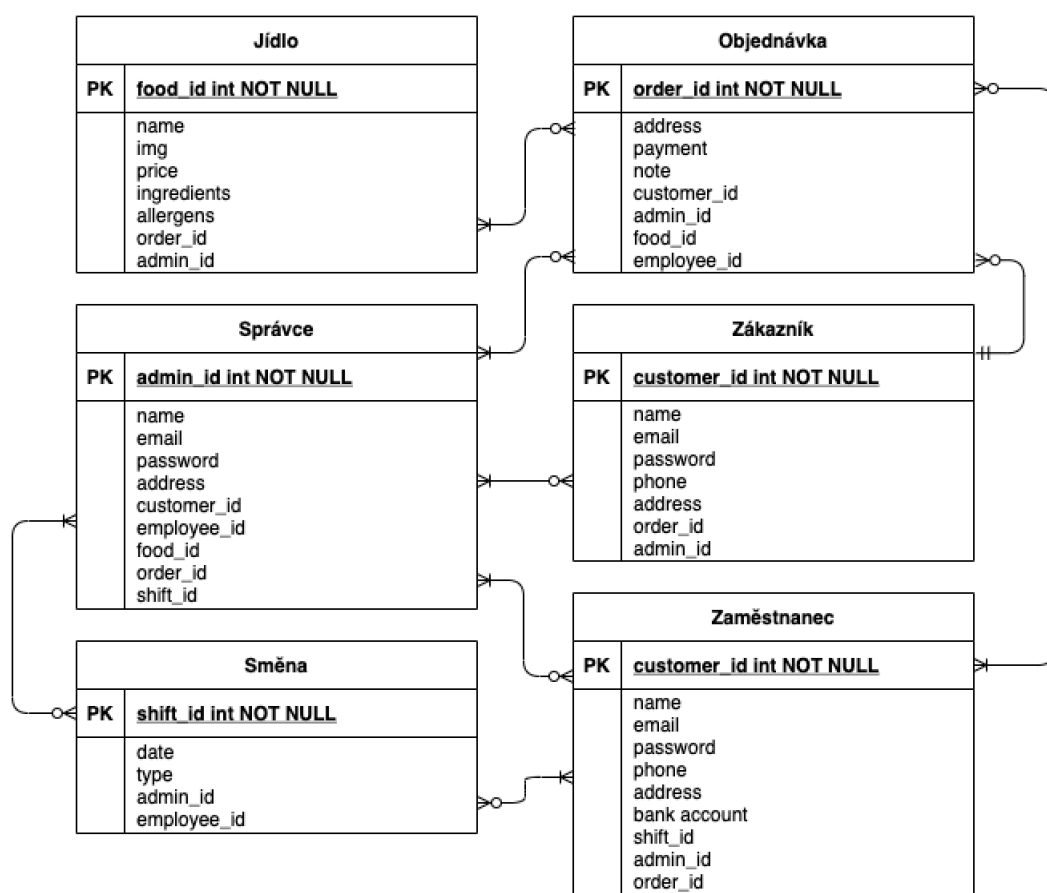 Jídlo
PK food_id int NOT NULL
name
img
price
ingredients
allergens
order_id
admin_id
Objednávka
PK order_id int NOT NULL
address
payment
note
customer_id
admin_id
food_id
employee_id
Správce
PK admin_id int NOT NULL
name
email
password
address
customer_id
employee_id
food_id
order_id
shift_id
Zákazník
PK customer_id int NOT NULL
name
email
password
phone
address
order_id
admin_id
Směna
PK shift_id int NOT NULL
date
type
admin_id
employee_id
Zaměstnanec
PK customer_id int NOT NULL
name
email
password
phone
address
bank account
shift_id
admin_id
order_id